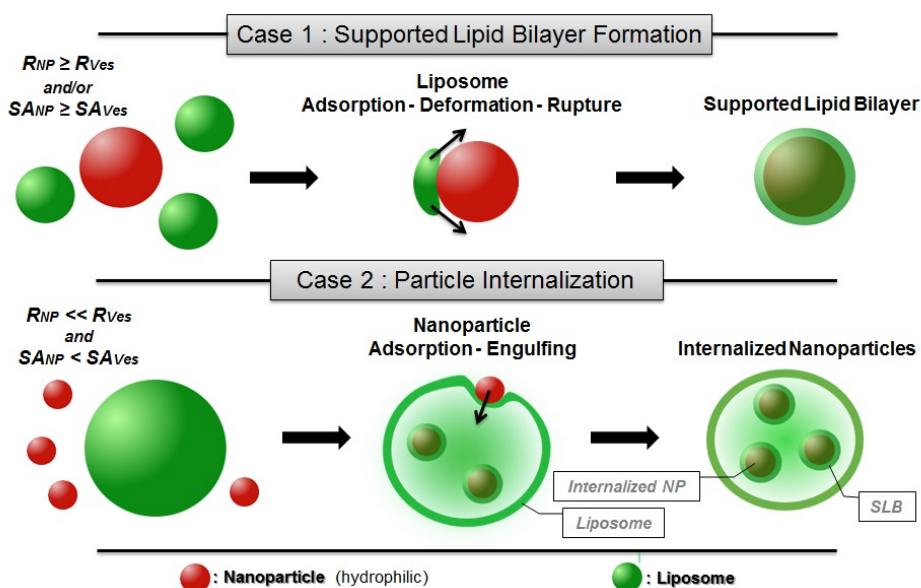 Case 1 : Supported Lipid Bilayer Formation
RNP ≥ RVes
and/or
SANP ≥ SAVes
Liposome
Adsorption - Deformation - Rupture
Supported Lipid Bilayer
Case 2 : Particle Internalization
RNP << RVes
and
SANP < SAVes
Nanoparticle
Adsorption - Engulfing
Internalized Nanoparticles
Internalized NP
Liposome
SLB
: Nanoparticle (hydrophilic)
: Liposome